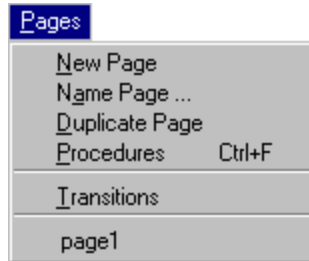 Pages
New Page
Name Page ...
Duplicate Page
Procedures Ctrl+F
Transitions
page1